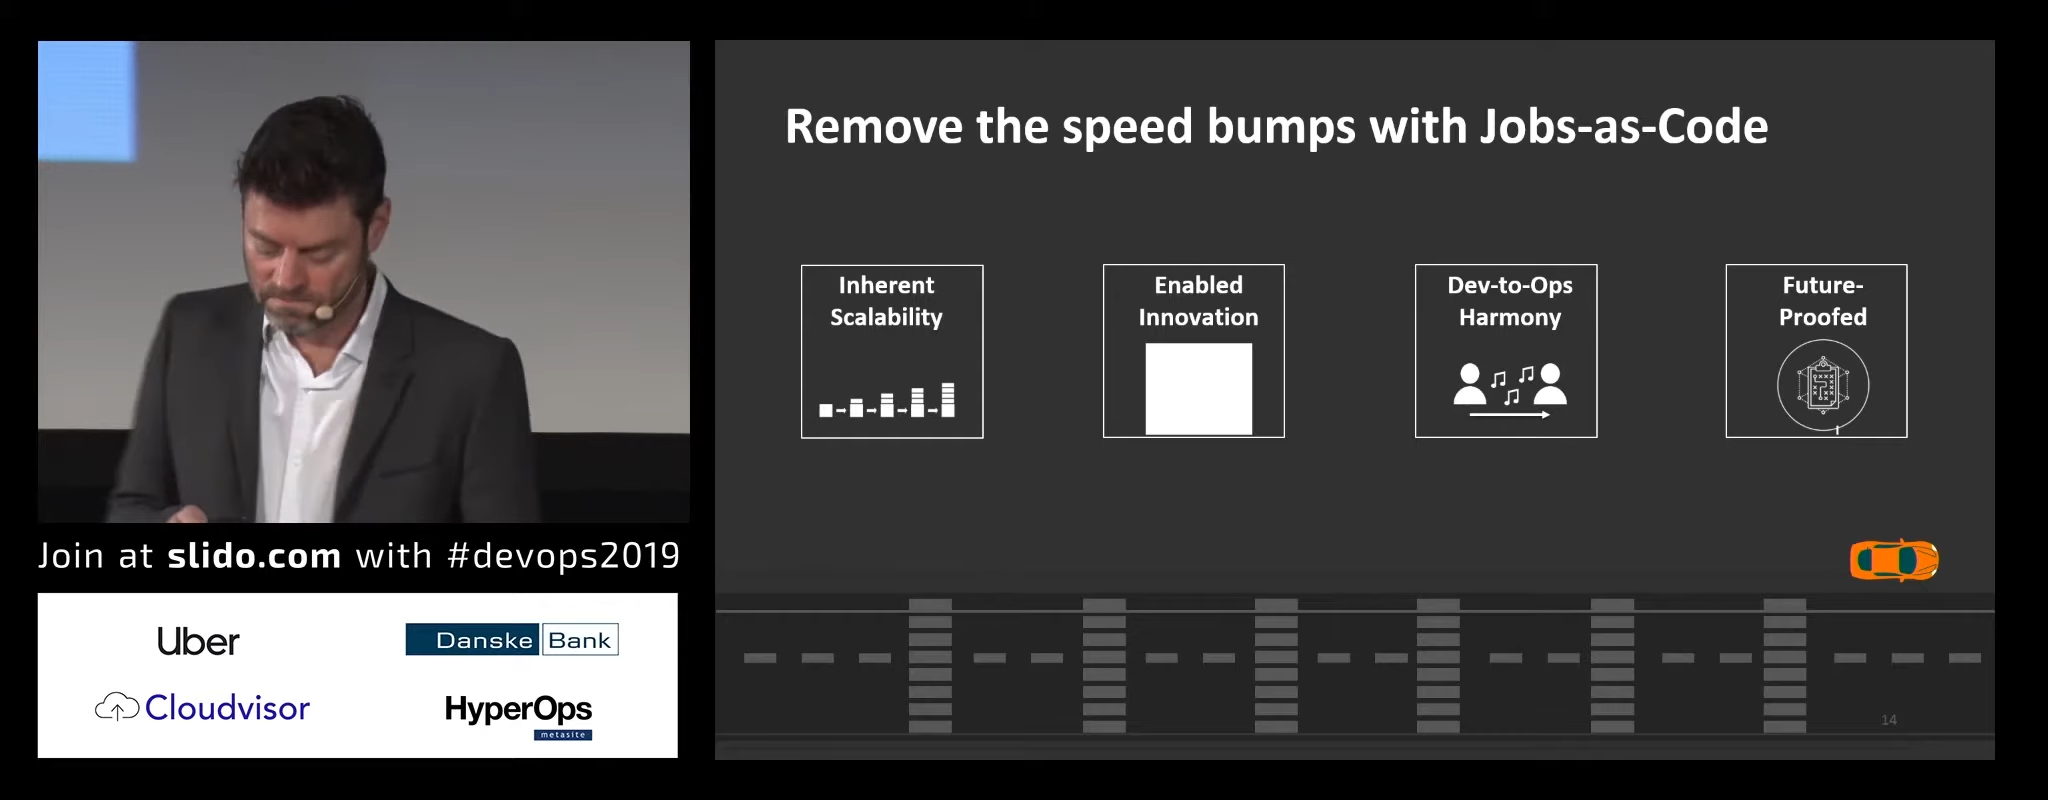 Join at slido.com with #devops2019
Uber
Danske Bank
Cloudvisor
HyperOps
metasite
Remove the speed bumps with Jobs-as-Code
Inherent
Scalability
Enabled
Innovation
Dev-to-Ops
Harmony
Future-
Proofed
14